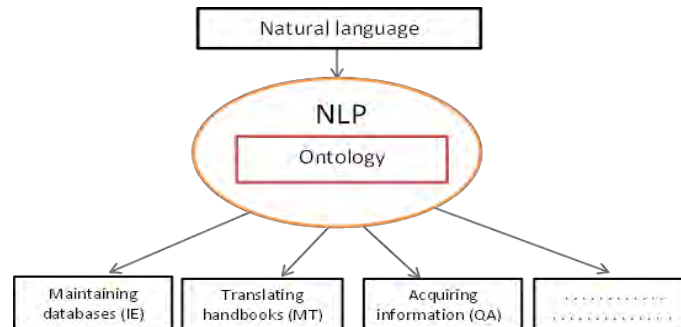 Natural language
NLP
Ontology
Maintaining
databases (IE)
Translating
handbooks (MT)
Acquiring
information (QA)
...............
....................